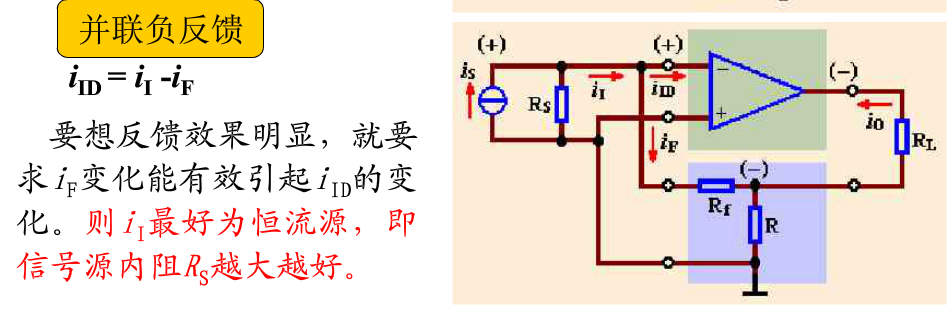 并联负反馈
iID = iI -iF
要想反馈效果明显，就要
求 iF变化能有效引起 iID的变
化。则 iI最好为恒流源，即
信号源内阻RS越大越好。
(+) (+)
iS RS iI iID − (−)
+ iO RL
iF
(−)
Rf
R